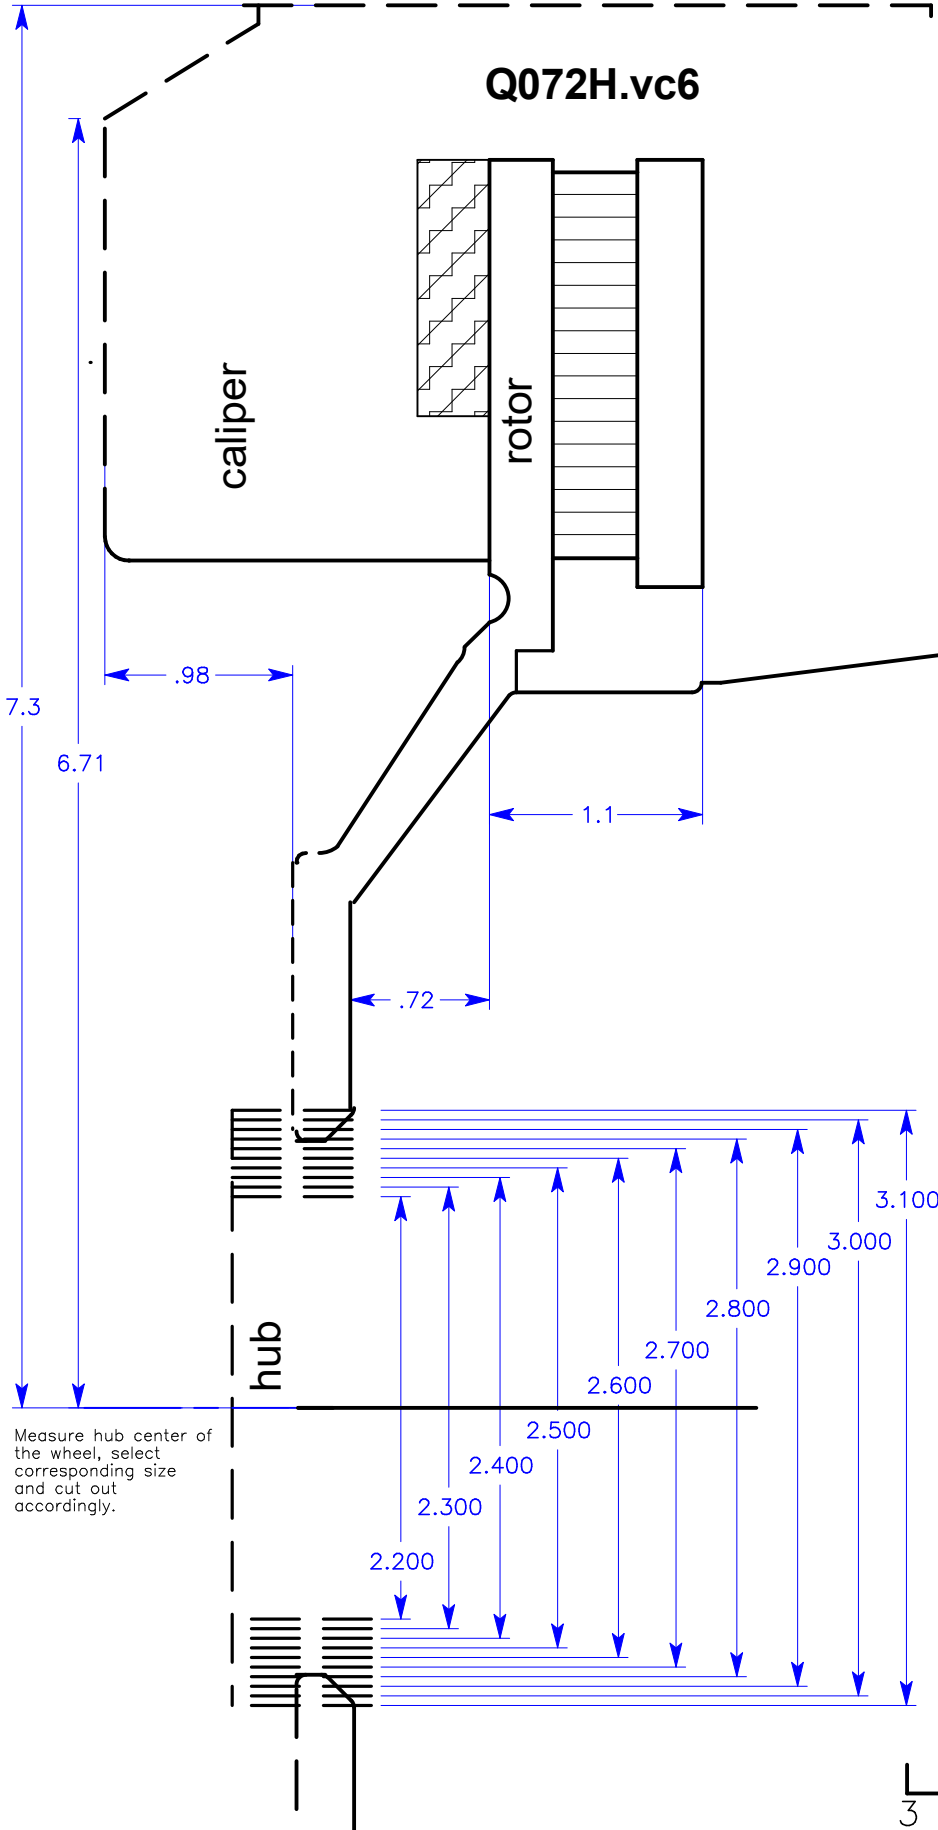 Q072H.vc6
caliper
rotor
.98
7.3
6.71
1.1
.72
3.100
3.000
2.900
2.800
2.700
2.600
2.500
2.400
2.300
2.200
hub
Measure hub center of
the wheel, select
corresponding size
and cut out
accordingly.
3